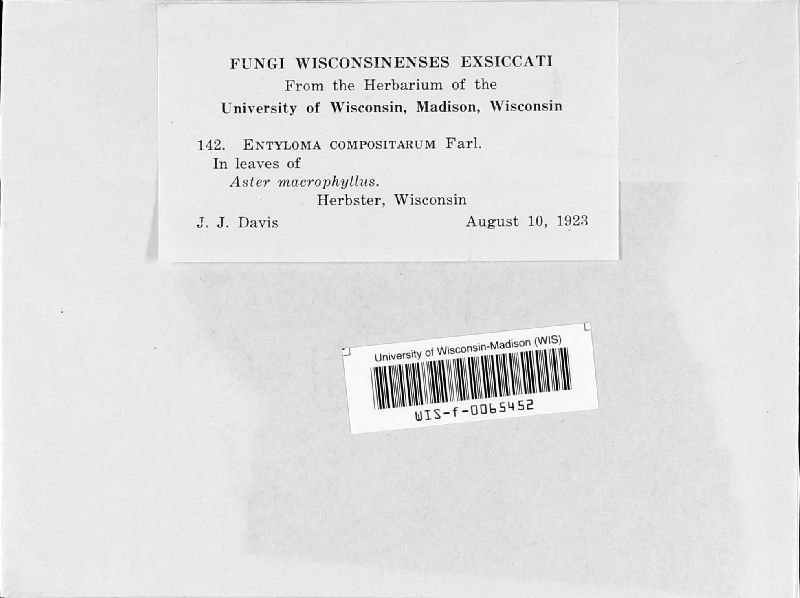 FUNGI WISCONSINENSES EXSICCATI
From the Herbarium of the
University of Wisconsin, Madison, Wisconsin
142. ENTYLOMA COMPOSITARUM Farl.
In leaves of
Aster macrophyllus.
Herbster, Wisconsin
J. J. Davis August 10, 1923
University of Wisconsin-Madison (WIS)
WIS-f-0065452